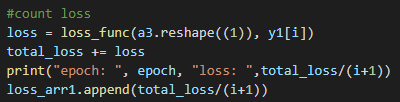 #count loss
loss = loss_func(a3.reshape((1)), y1[i])
total_loss += loss
print("epoch: ", epoch, "loss: ",total_loss/(i+1))
loss_arr1.append(total_loss/(i+1))